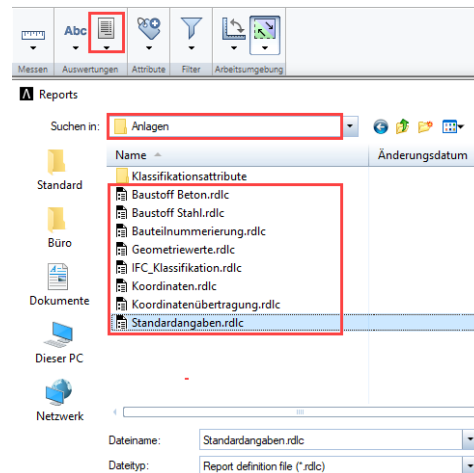 Abc
Messen Auswertungen Attribute Filter Arbeitsumgebung
Reports
Suchen in: Anlagen
Name Änderungsdatum
Klassifikationsattribute
Standard
Baustoff Beton.rdlc
Baustoff Stahl.rdlc
Bauteilnummerierung.rdlc
Büro
Geometriewerte.rdlc
IFC_Klassifikation.rdlc
Koordinaten.rdlc
Dokumente
Koordinatenübertragung.rdlc
Standardangaben.rdlc
Dieser PC
Netzwerk
Dateiname: Standardangaben.rdlc
Dateityp: Report definition file (*.rdlc)